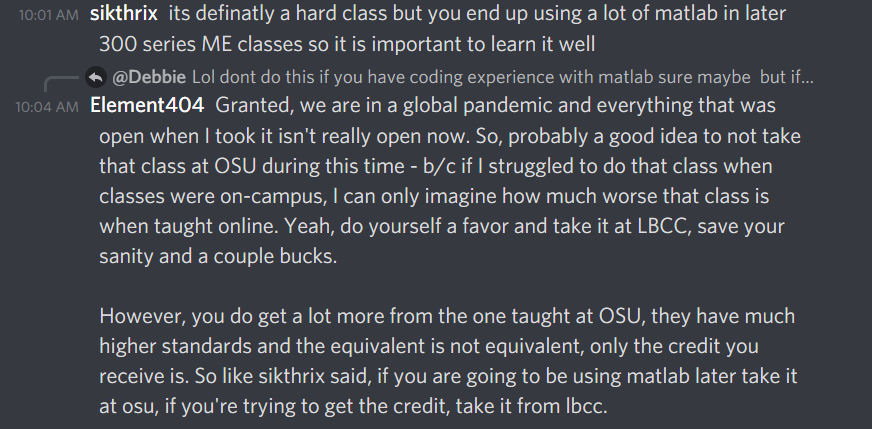 10:01 AM sikthrix its definatly a hard class but you end up using a lot of matlab in later
300 series ME classes so it is important to learn it well
@Debbie Lol dont do this if you have coding experience with matlab sure maybe but if...
10:04 AM Element404 Granted, we are in a global pandemic and everything that was
open when I took it isn't really open now. So, probably a good idea to not take
that class at OSU during this time - b/c if I struggled to do that class when
classes were on-campus, I can only imagine how much worse that class is
when taught online. Yeah, do yourself a favor and take it at LBCC, save your
sanity and a couple bucks.
However, you do get a lot more from the one taught at OSU, they have much
higher standards and the equivalent is not equivalent, only the credit you
receive is. So like sikthrix said, if you are going to be using matlab later take it
at osu, if you're trying to get the credit, take it from lbcc.